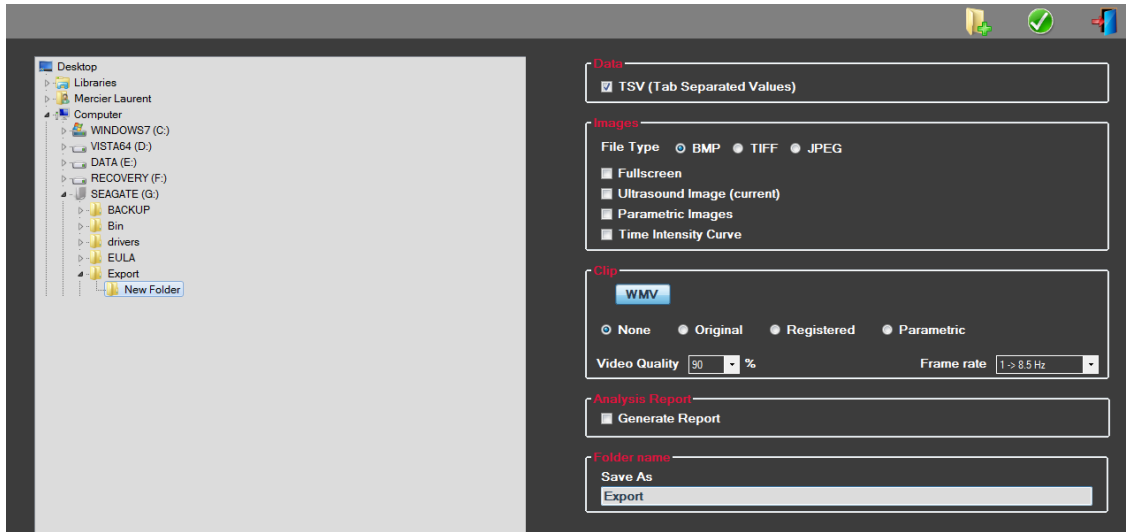 Desktop
Libraries
Mercier Laurent
Computer
WINDOWS7 (C:)
VISTA64 (D:)
DATA (E:)
RECOVERY (F:)
SEAGATE (G:)
BACKUP
Bin
drivers
EULA
Export
New Folder
Data
TSV (Tab Separated Values)
Images
File Type BMP TIFF JPEG
Fullscreen
Ultrasound Image (current)
Parametric Images
Time Intensity Curve
Clip
WMV
None Original Registered Parametric
Video Quality 90 % Frame rate 1 -> 8.5 Hz
Analysis Report
Generate Report
Folder name
Save As
Export